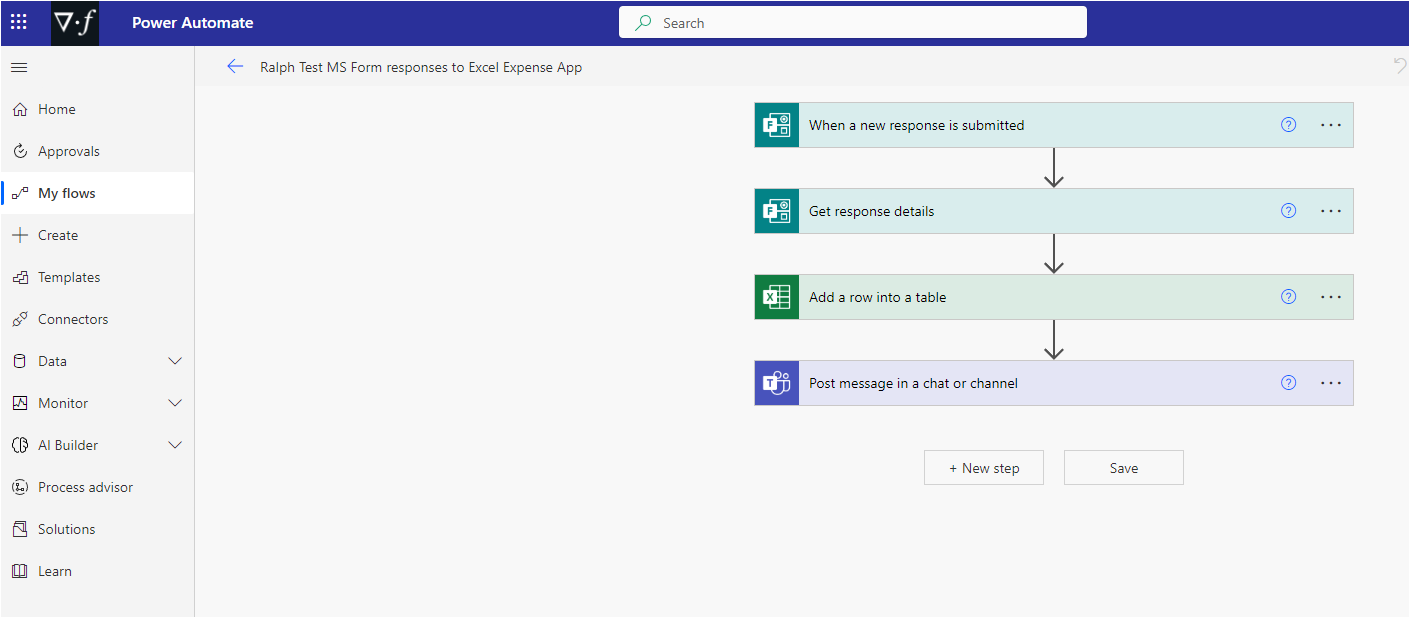 ∇·f
Power Automate
Search
Ralph Test MS Form responses to Excel Expense App
Home
Approvals
My flows
Create
Templates
Connectors
Data
Monitor
AI Builder
Process advisor
Solutions
Learn
When a new response is submitted
Get response details
Add a row into a table
Post message in a chat or channel
+ New step
Save